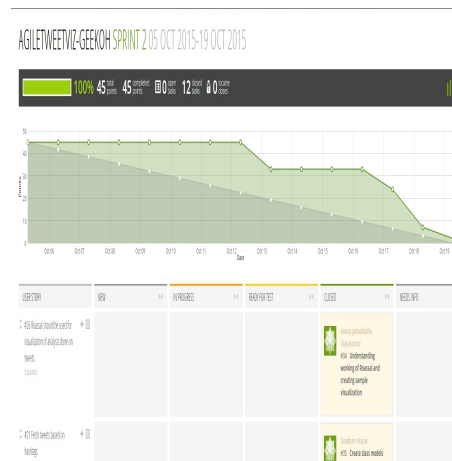 AGILETWEETVIZ-GEEKOH SPRINT 2 05 OCT 2015-19 OCT 2015
100% 45 total points 45 completed points 0 open tasks 12 closed tasks 0 iocaine doses
50
40
30
20
10
0
Points
Oct 06 Oct 07 Oct 08 Oct 09 Oct 10 Oct 11 Oct 12 Oct 13 Oct 14 Oct 15 Oct 16 Oct 17 Oct 18 Oct 19
Days
USER STORY NEW IN PROGRESS READY FOR TEST CLOSED NEEDS INFO
#26 Roassal should be used for
visualization of analysis done on
tweets.
#34 Understanding
working of Roassal and
creating sample
visualization
#27 Fetch tweets based on
hashtags
Gowtham
#35 Create class models